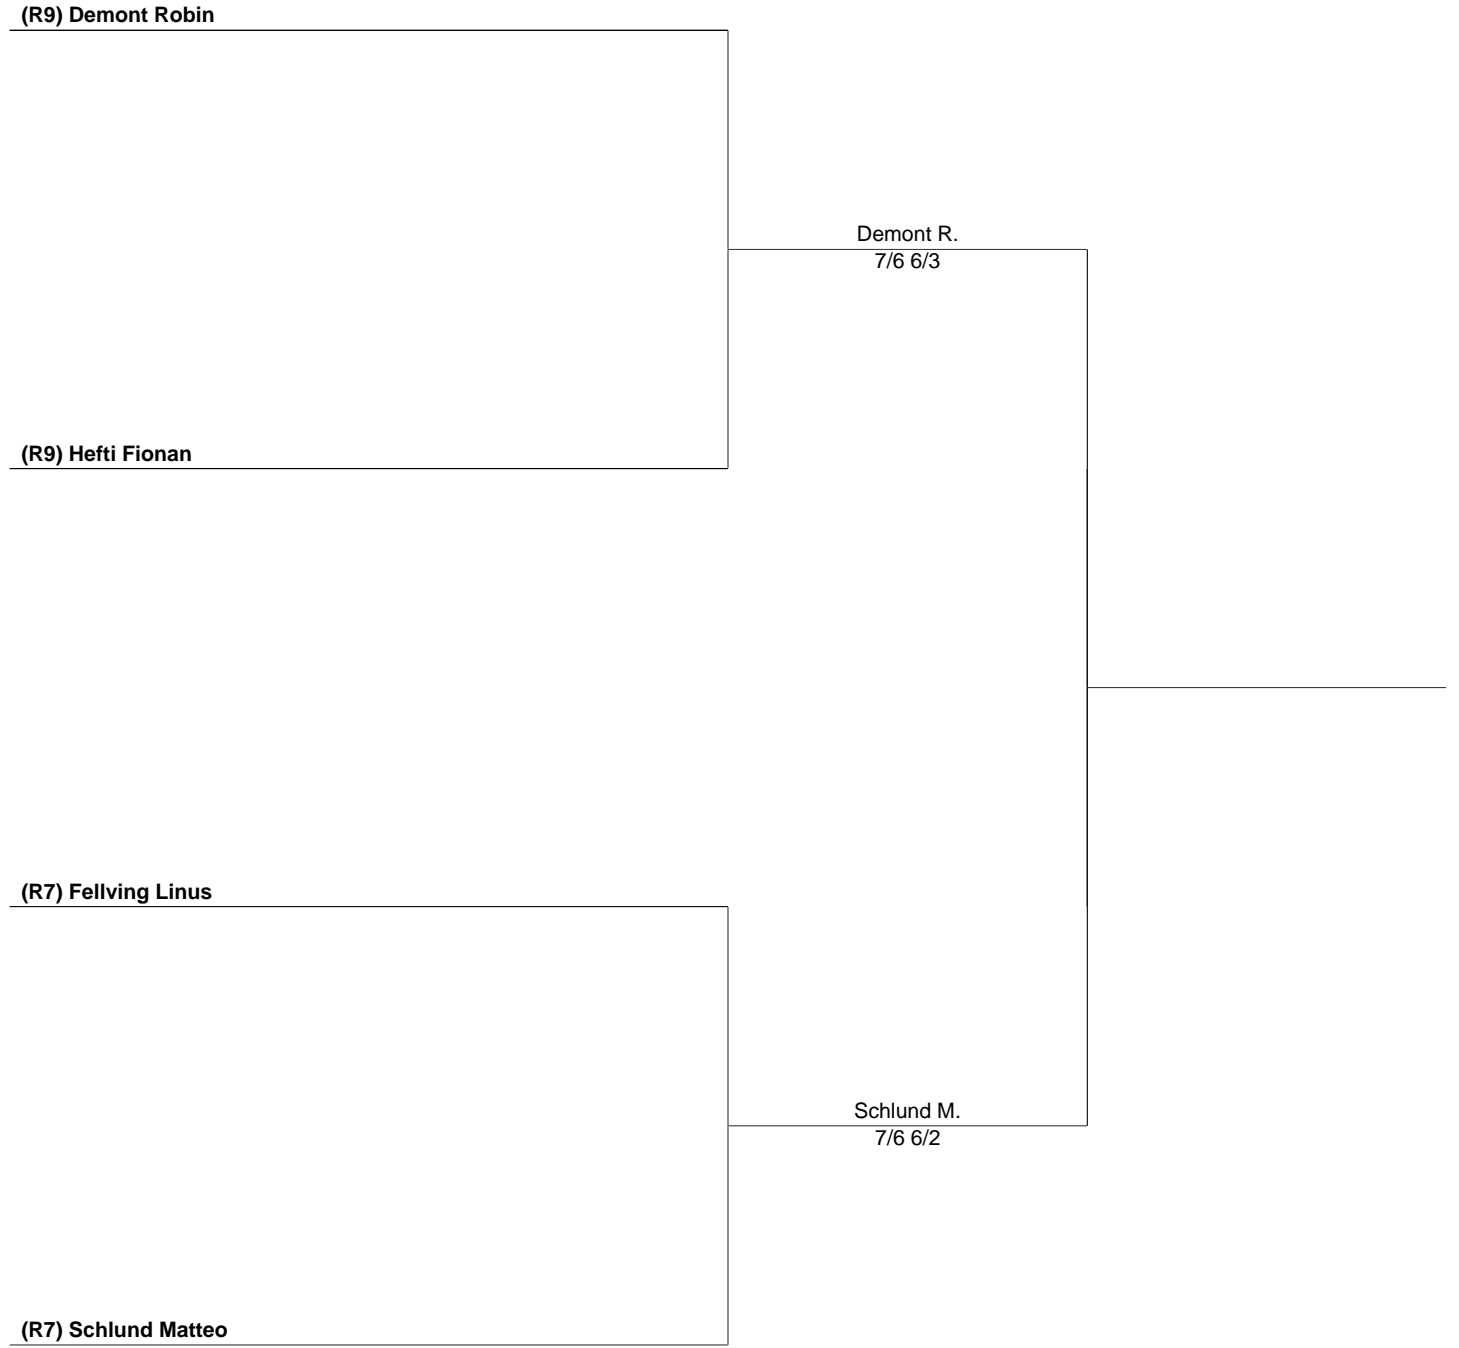 (R9) Demont Robin
Demont R.
7/6 6/3
(R9) Hefti Fionan
(R7) Fellving Linus
Schlund M.
7/6 6/2
(R7) Schlund Matteo